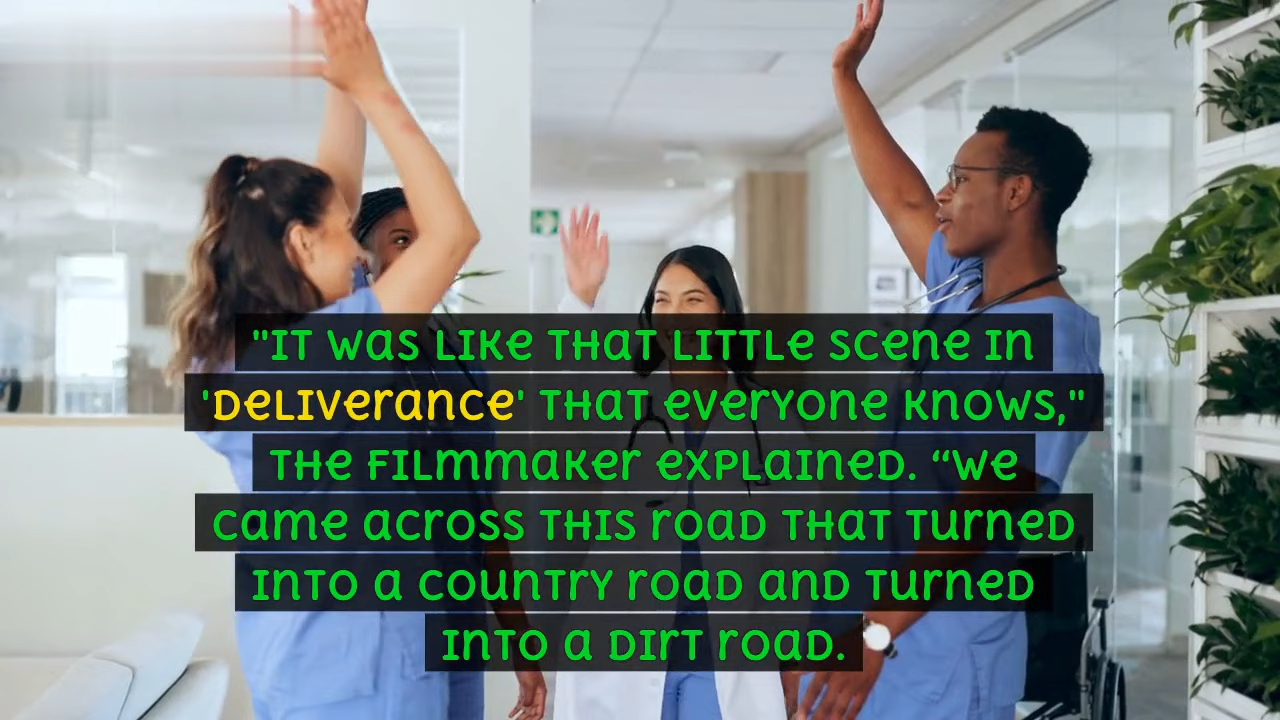 "It was like that little scene in
'Deliverance' that everyone knows,"
the filmmaker explained. “We
came across this road that turned
into a country road and turned
into a dirt road.